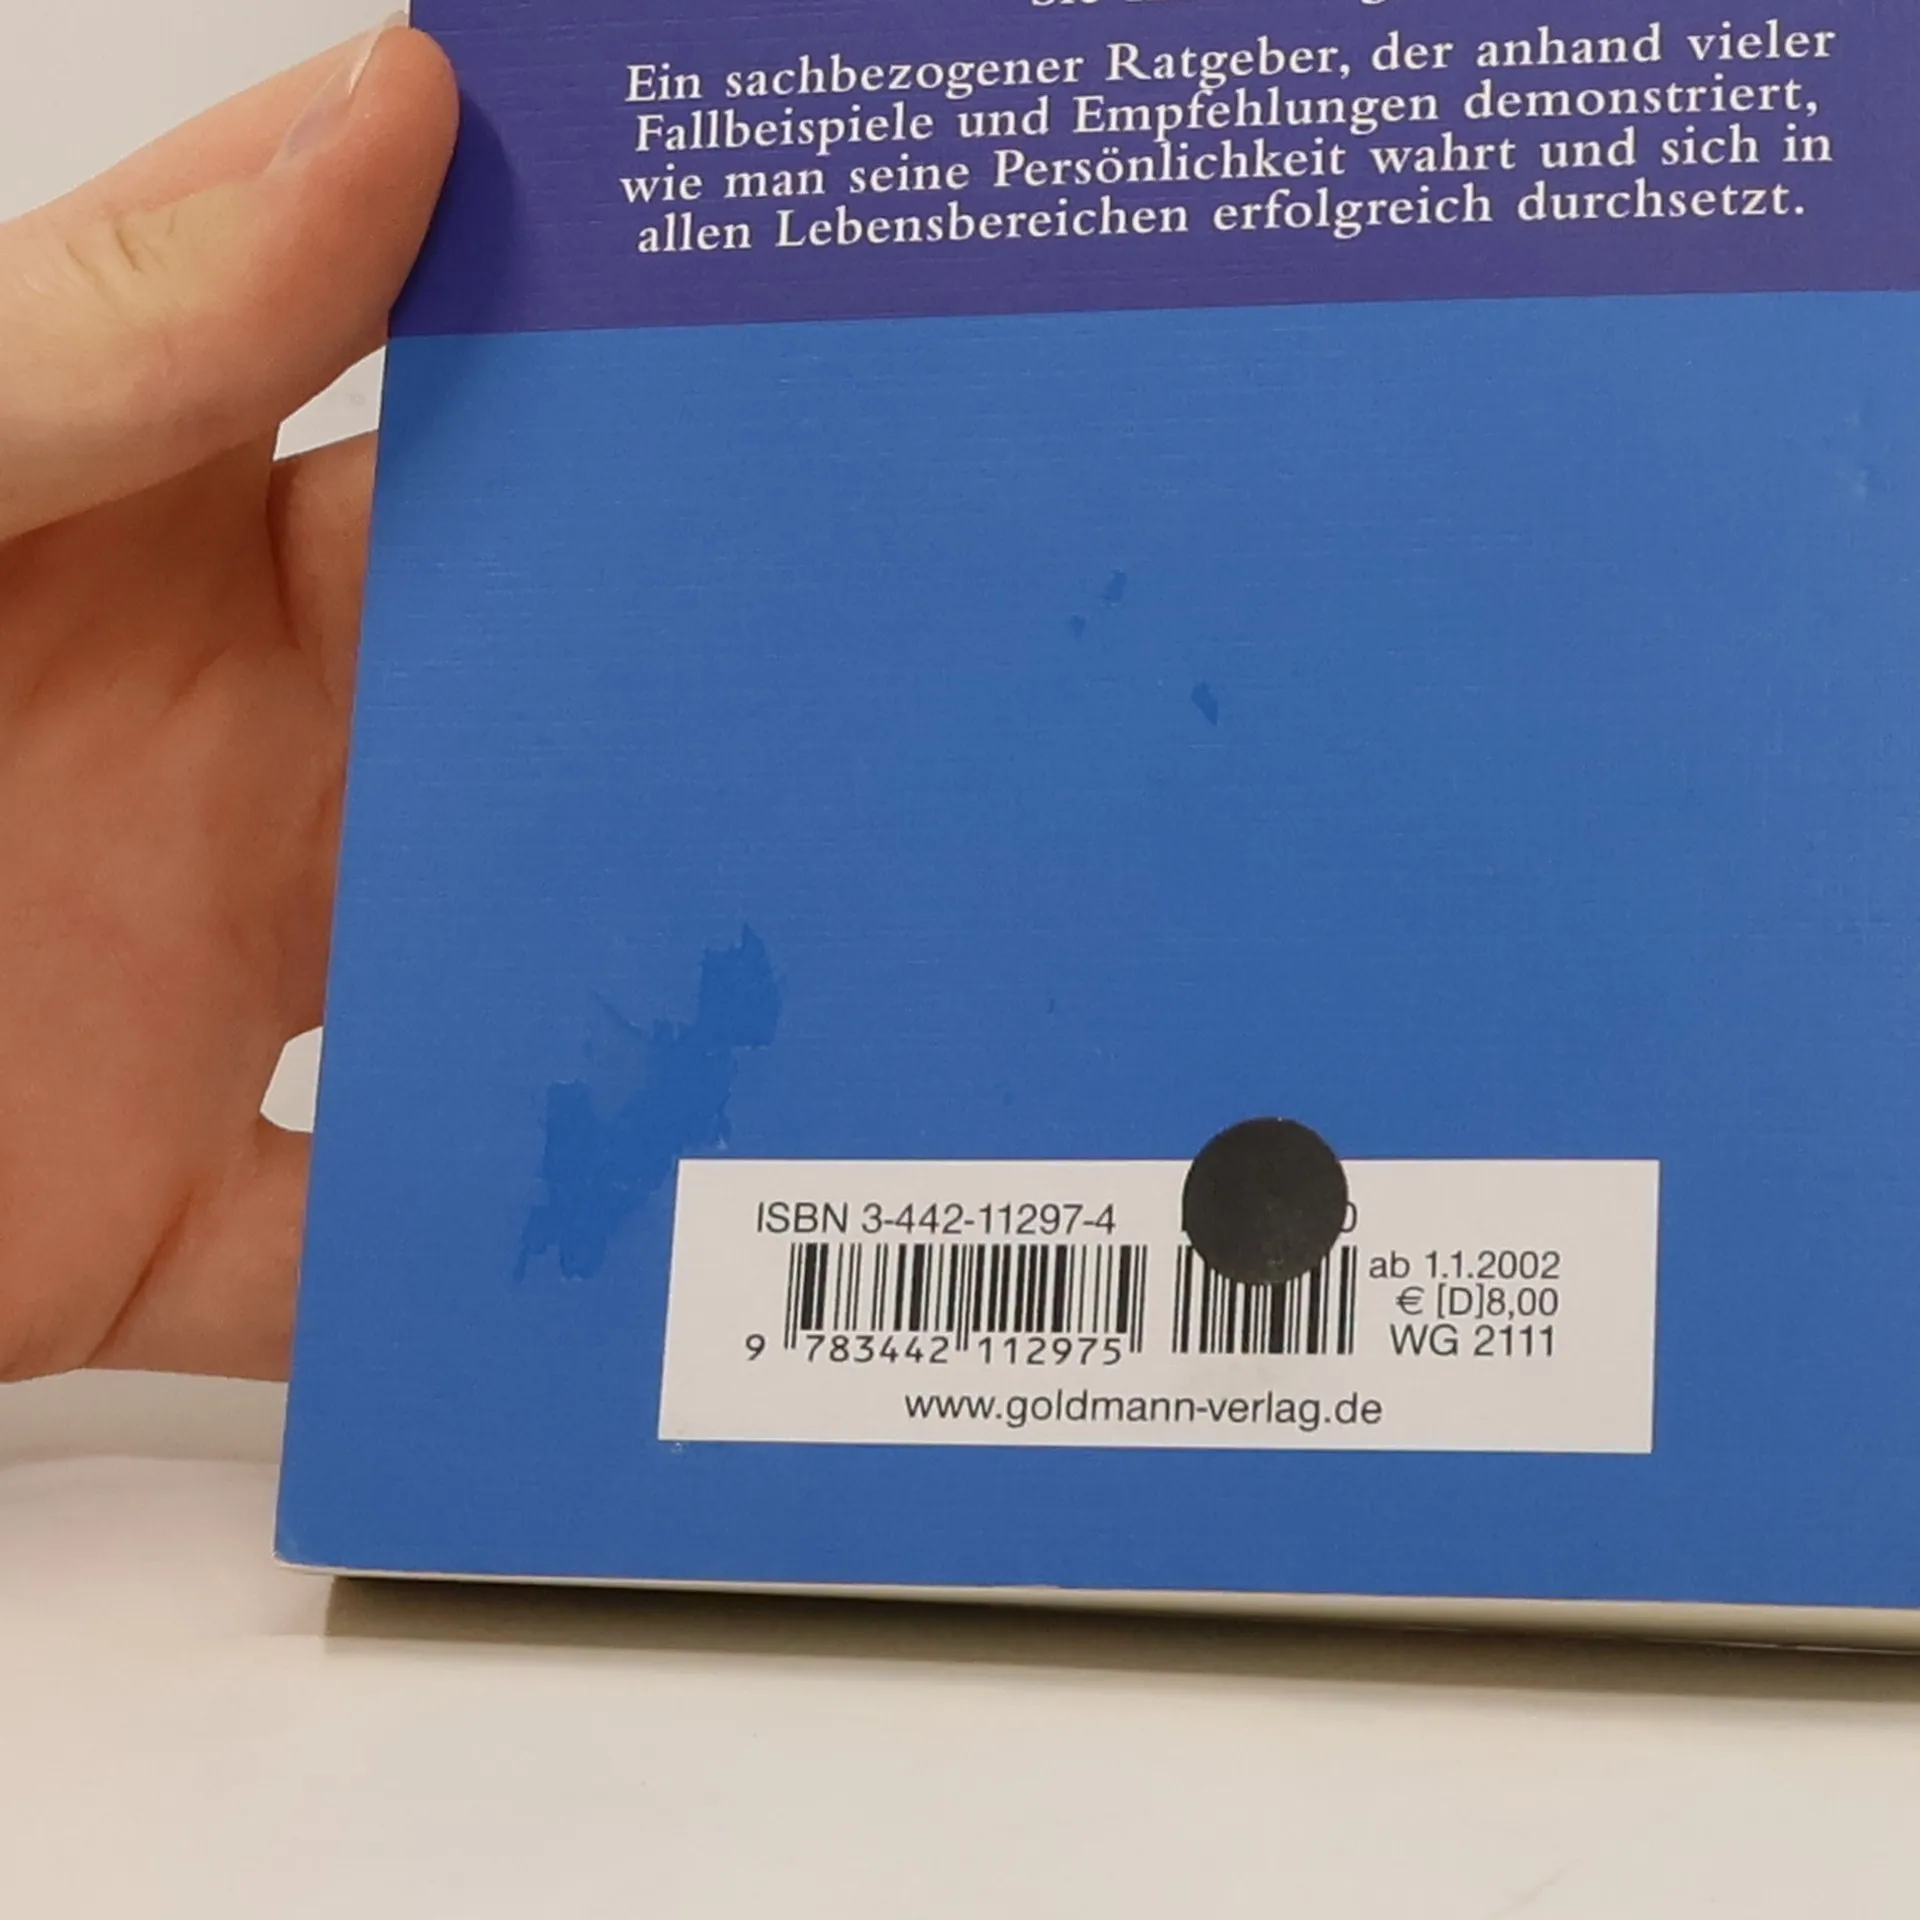 Ein sachbezogener Ratgeber, der anhand vieler
Fallbeispiele und Empfehlungen demonstriert,
wie man seine Persönlichkeit wahrt und sich in
allen Lebensbereichen erfolgreich durchsetzt.
ISBN 3-442-11297-4
ab 1.1.2002
€ [D]8,00
WG 2111
9 783442 112975
www.goldmann-verlag.de